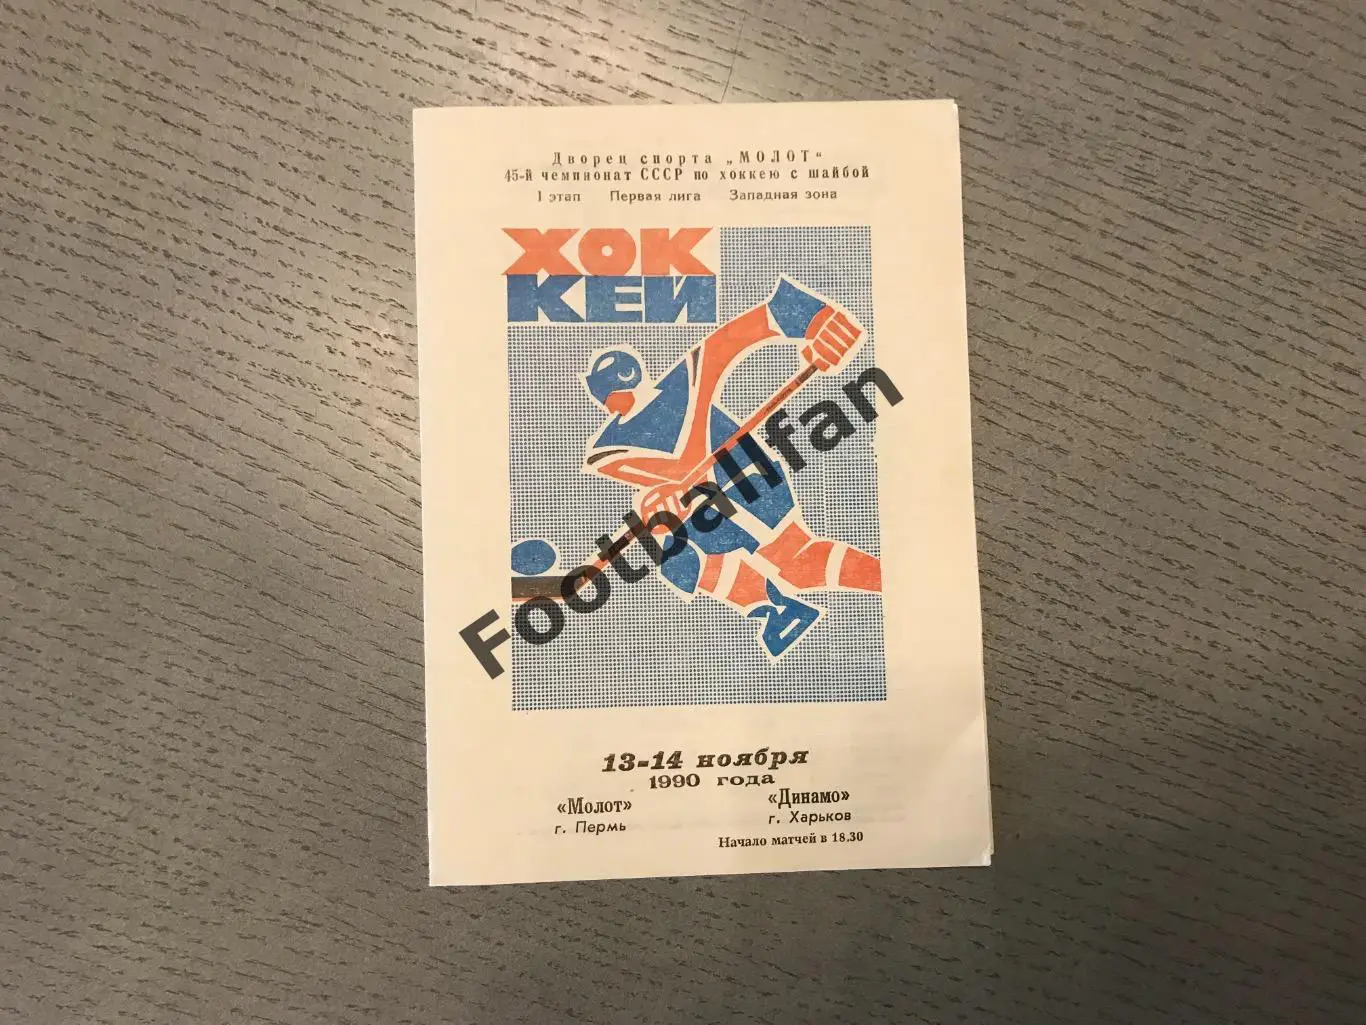 Дворец спорта „МОЛОТ“
45-й чемпионат СССР по хоккею с шайбой
I этап Первая лига Западная зона
ХОК
КЕЙ
Footballfan
13-14 ноября
1990 года
«Молот» «Динамо»
г. Пермь г. Харьков
Начало матчей в 18.30